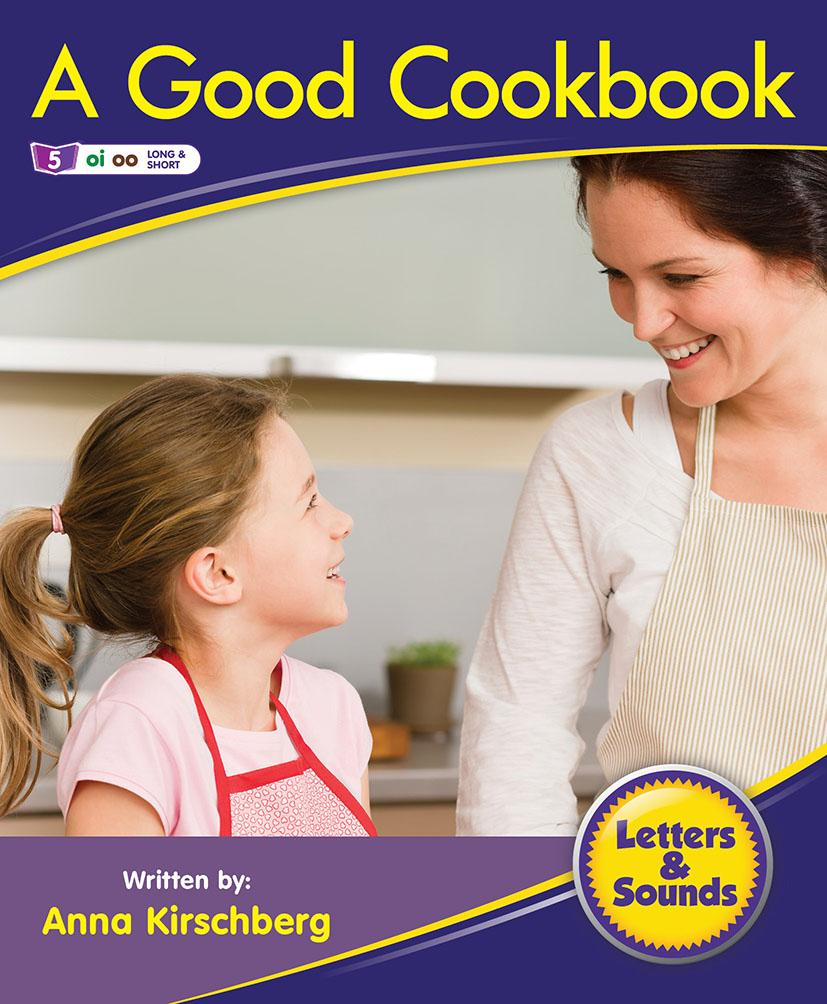 A Good Cookbook
5 oi oo LONG &
SHORT
Letters
&
Sounds
Written by:
Anna Kirschberg